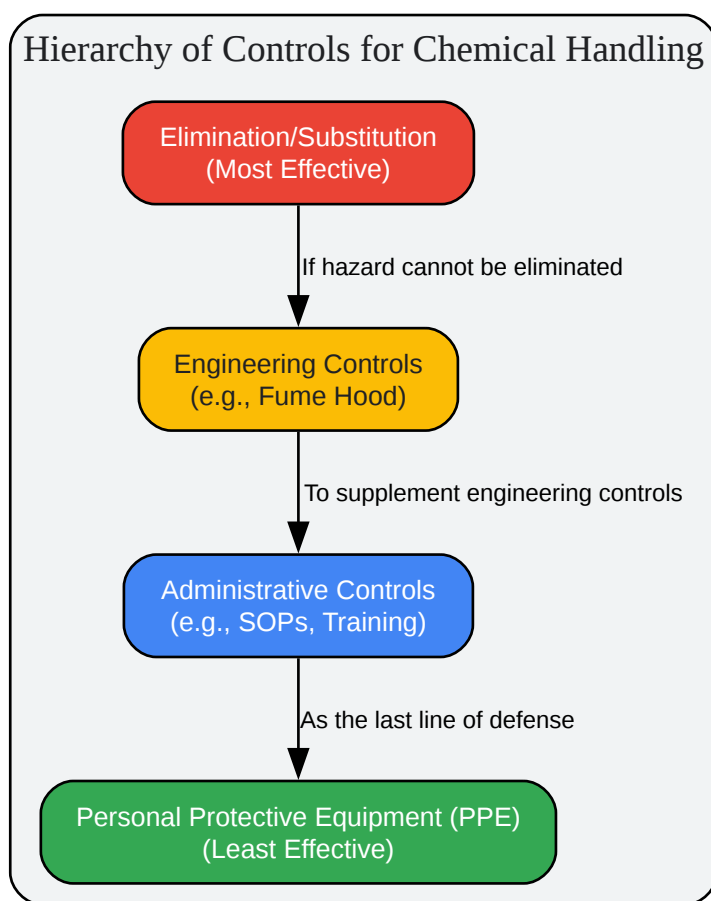 Hierarchy of Controls for Chemical Handling
Elimination/Substitution
(Most Effective)
If hazard cannot be eliminated
Engineering Controls
(e.g., Fume Hood)
To supplement engineering controls
Administrative Controls
(e.g., SOPs, Training)
As the last line of defense
Personal Protective Equipment (PPE)
(Least Effective)